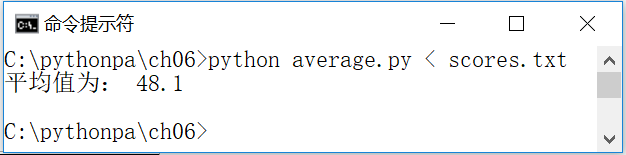 命令提示符
C:\pythonpa\ch06>python average.py < scores.txt
平均值为： 48.1
C:\pythonpa\ch06>